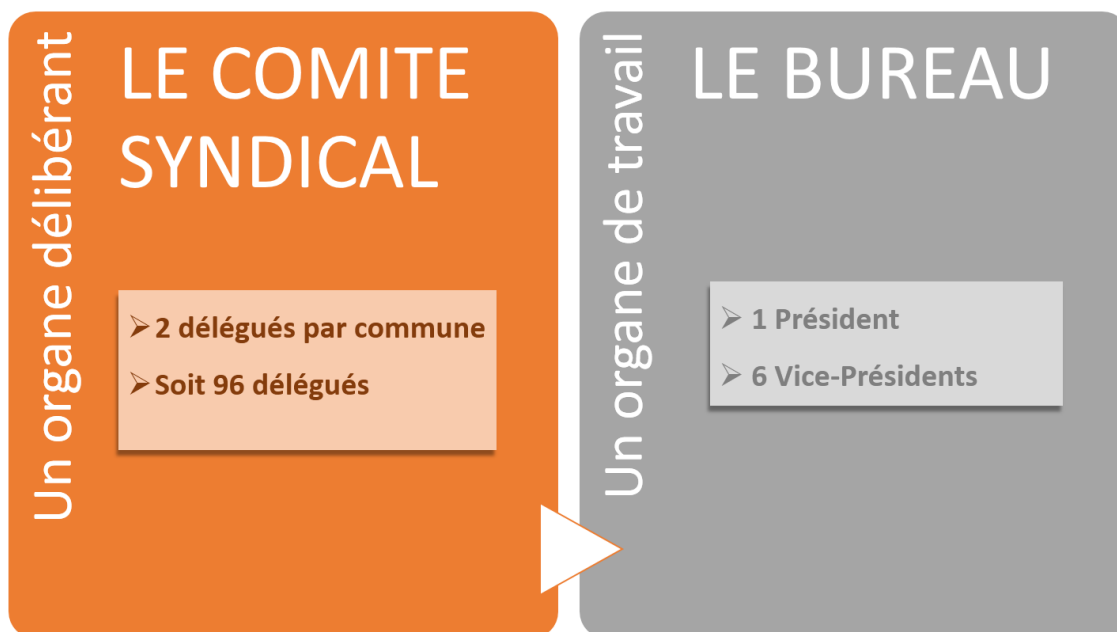 Un organe délibérant
LE COMITE
SYNDICAL
➢ 2 délégués par commune
➢ Soit 96 délégués
Un organe de travail
LE BUREAU
➢ 1 Président
➢ 6 Vice-Présidents